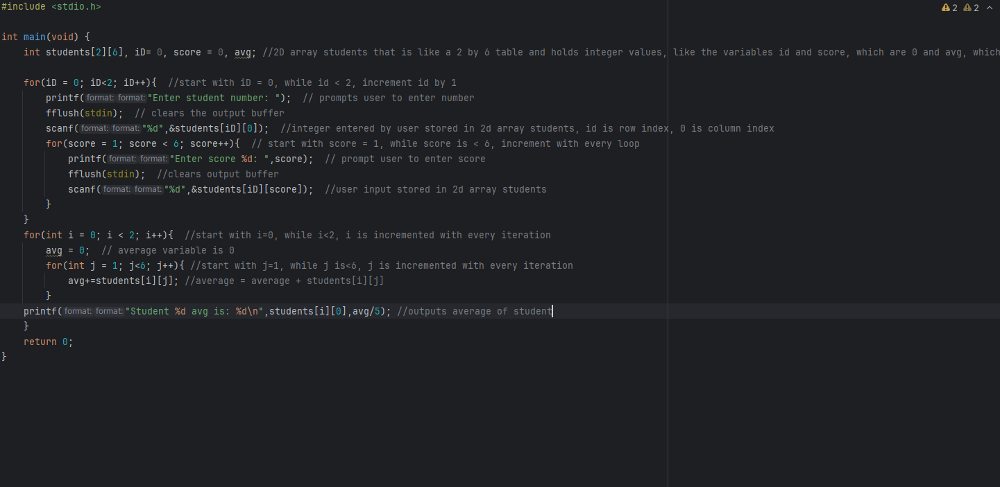 #include <stdio.h>
2 2
int main(void) {
int students[2][6], iD= 0, score = 0, avg; //2D array students that is like a 2 by 6 table and holds integer values, like the variables id and score, which are 0 and avg, which
for(iD = 0; iD<2; iD++){ //start with iD = 0, while id < 2, increment id by 1
printf( format: format: "Enter student number: "); // prompts user to enter number
fflush(stdin); // clears the output buffer
scanf( format: format: "%d",&students[iD][0]); //integer entered by user stored in 2d array students, id is row index, 0 is column index
for(score = 1; score < 6; score++){ // start with score = 1, while score is < 6, increment with every loop
printf( format: format: "Enter score %d: ",score); // prompt user to enter score
fflush(stdin); //clears output buffer
scanf( format: format: "%d",&students[iD][score]); //user input stored in 2d array students
}
}
for(int i = 0; i < 2; i++){ //start with i=0, while i<2, i is incremented with every iteration
avg = 0; // average variable is 0
for(int j = 1; j<6; j++){ //start with j=1, while j is<6, j is incremented with every iteration
avg+=students[i][j]; //average = average + students[i][j]
}
printf( format: format: "Student %d avg is: %d\n",students[i][0],avg/5); //outputs average of student
}
return 0;
}